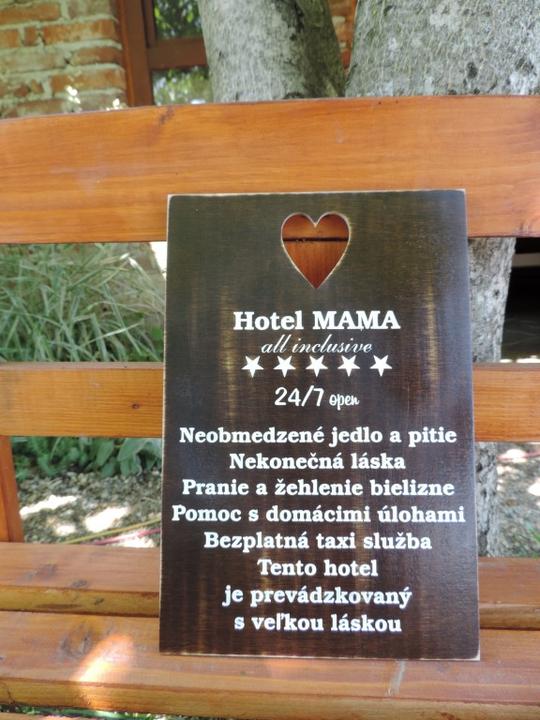 Hotel MAMA
all inclusive
24/7 open
Neobmedzené jedlo a pitie
Nekonečná láska
Pranie a žehlenie bielizne
Pomoc s domácimi úlohami
Bezplatná taxi služba
Tento hotel
je prevádzkovaný
s veľkou láskou